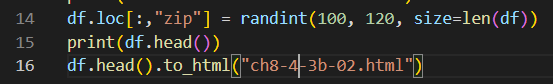 14 df.loc[:,"zip"] = randint(100, 120, size=len(df))
15 print(df.head())
16 df.head().to_html("ch8-4-3b-02.html")